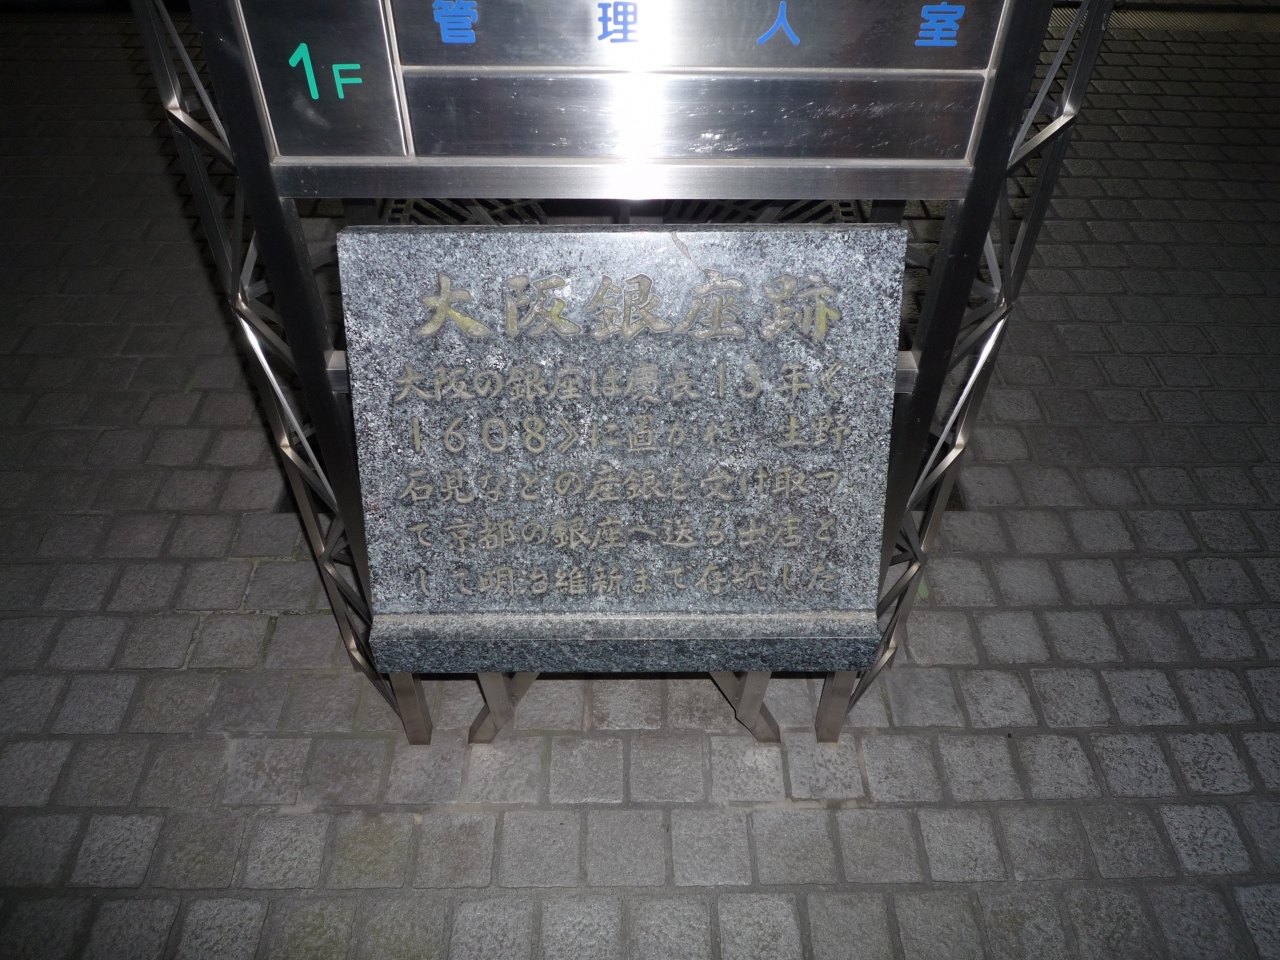 管理人室
1F
大阪銀座跡
大阪の銀座は慶長13年《
1608》に置かれ 生野
石見などの産銀を受け取つ
て京都の銀座へ送る出店と
して明治維新まで存続した